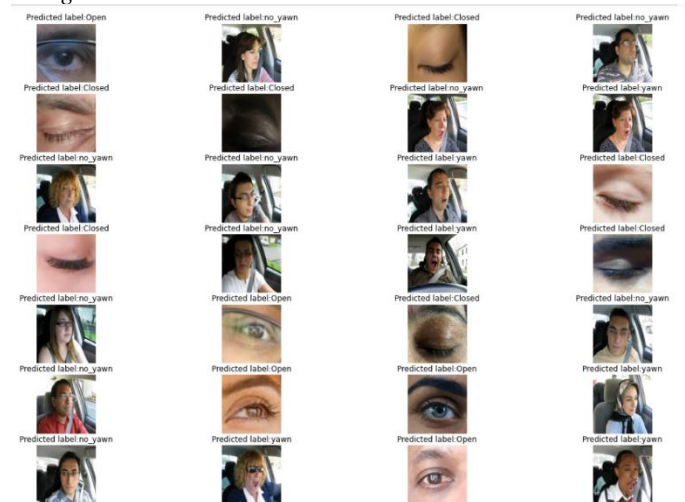 Predicted label:Open Predicted label:no_yawn Predicted label:Closed Predicted label:no_yawn
Predicted label:Closed Predicted label:Closed Predicted label:no_yawn Predicted label:yawn
Predicted label:no_yawn Predicted label:no_yawn Predicted label:yawn Predicted label:Closed
Predicted label:Closed Predicted label:no_yawn Predicted label:yawn Predicted label:Closed
Predicted label:no_yawn Predicted label:Open Predicted label:Closed Predicted label:no_yawn
Predicted label:no_yawn Predicted label:Open Predicted label:Open Predicted label:yawn
Predicted label:no_yawn Predicted label:yawn Predicted label:Open Predicted label:yawn